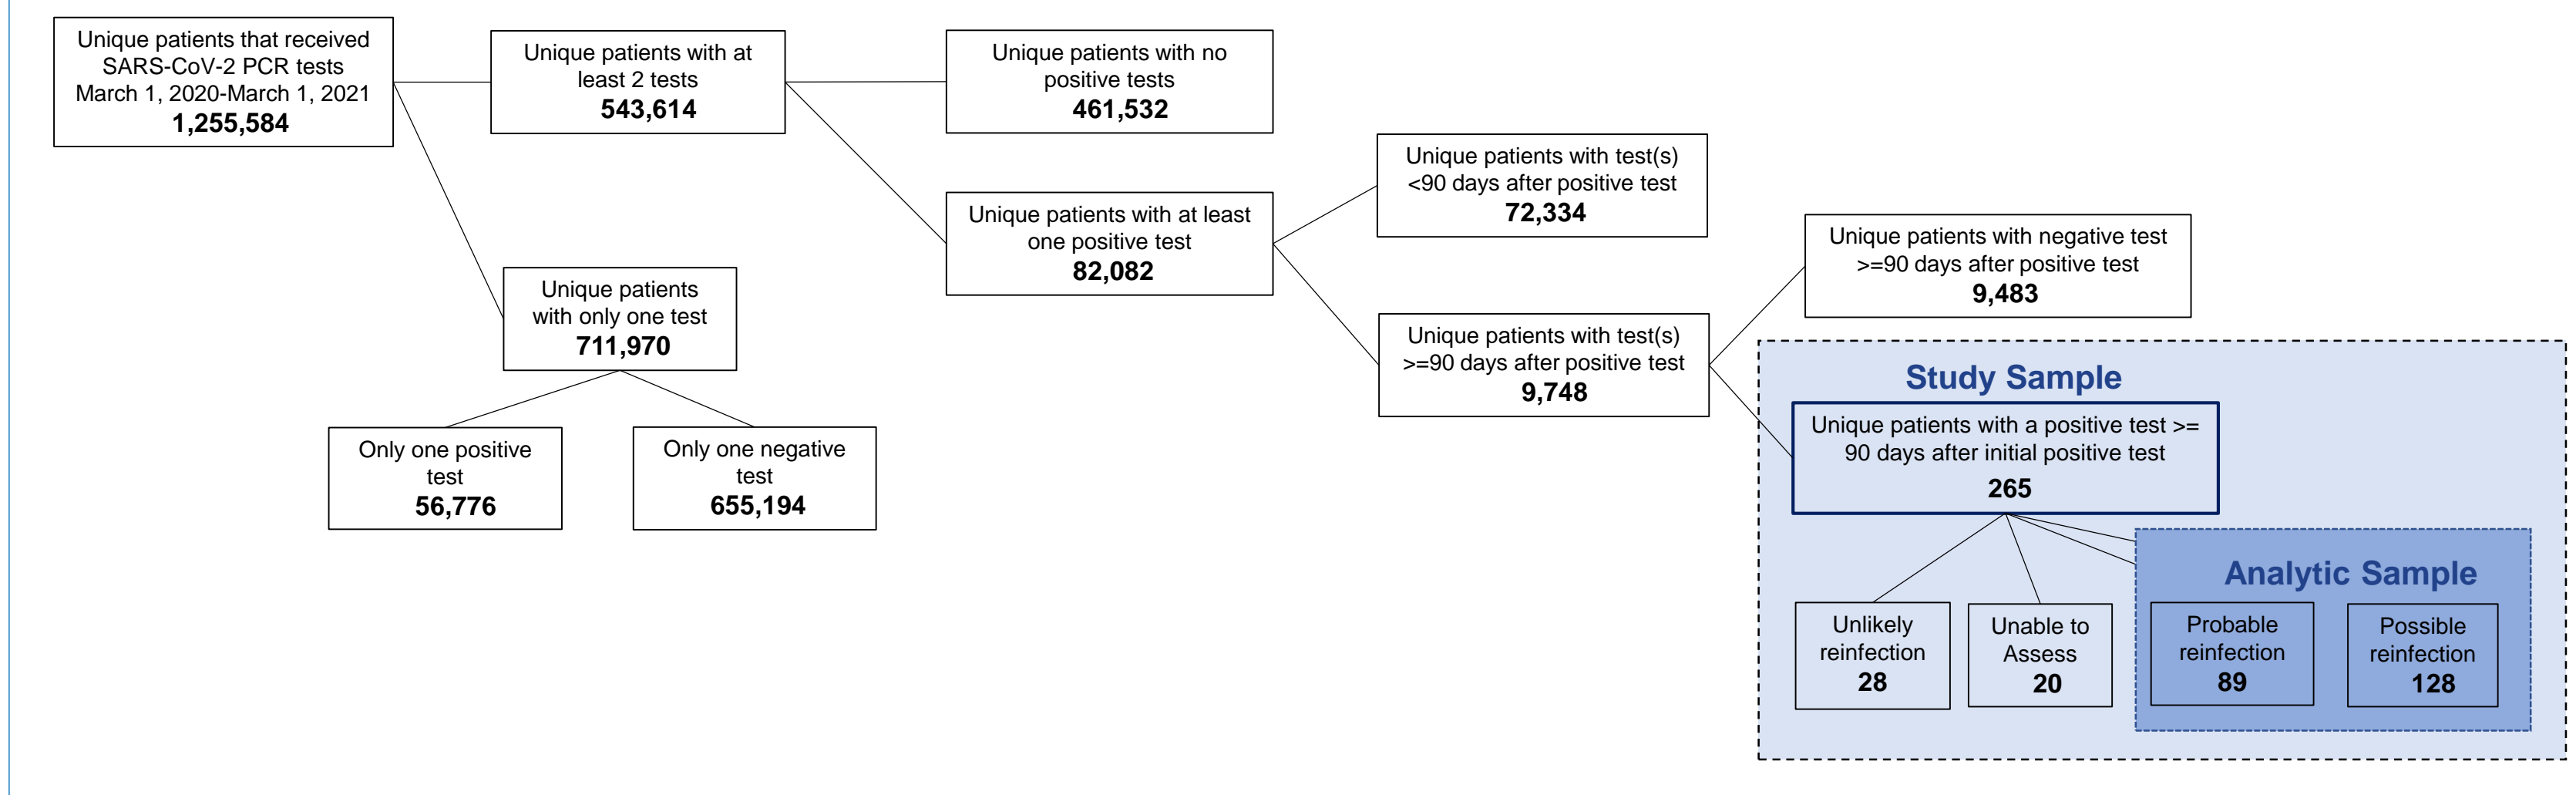 Unique patients that received
SARS-CoV-2 PCR tests
March 1, 2020-March 1, 2021
1,255,584
Unique patients with at
least 2 tests
543,614
Unique patients with no
positive tests
461,532
Unique patients with test(s)
<90 days after positive test
72,334
Unique patients with at least
one positive test
82,082
Unique patients with negative test
>=90 days after positive test
9,483
Unique patients
with only one test
711,970
Unique patients with test(s)
>=90 days after positive test
9,748
Only one positive
test
56,776
Only one negative
test
655,194
Study Sample
Unique patients with a positive test >=
90 days after initial positive test
265
Analytic Sample
Unlikely
reinfection
28
Unable to
Assess
20
Probable
reinfection
89
Possible
reinfection
128